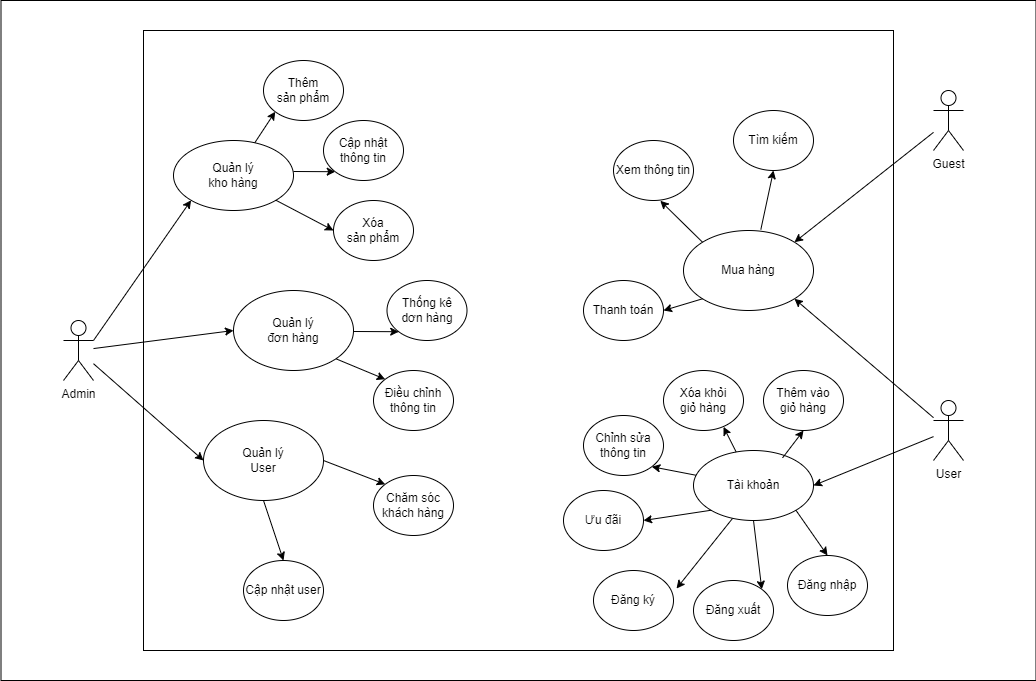 Thêm
sản phẩm
Cập nhật
thông tin
Quản lý
kho hàng
Xóa
sản phẩm
Thống kê
dơn hàng
Quản lý
đơn hàng
Điều chỉnh
thông tin
Admin
Quản lý
User
Chăm sóc
khách hàng
Cập nhật user
Tìm kiếm
Xem thông tin
Guest
Mua hàng
Thanh toán
Xóa khỏi
giỏ hàng
Thêm vào
giỏ hàng
Chỉnh sửa
thông tin
User
Tài khoản
Ưu đãi
Đăng nhập
Đăng ký
Đăng xuất